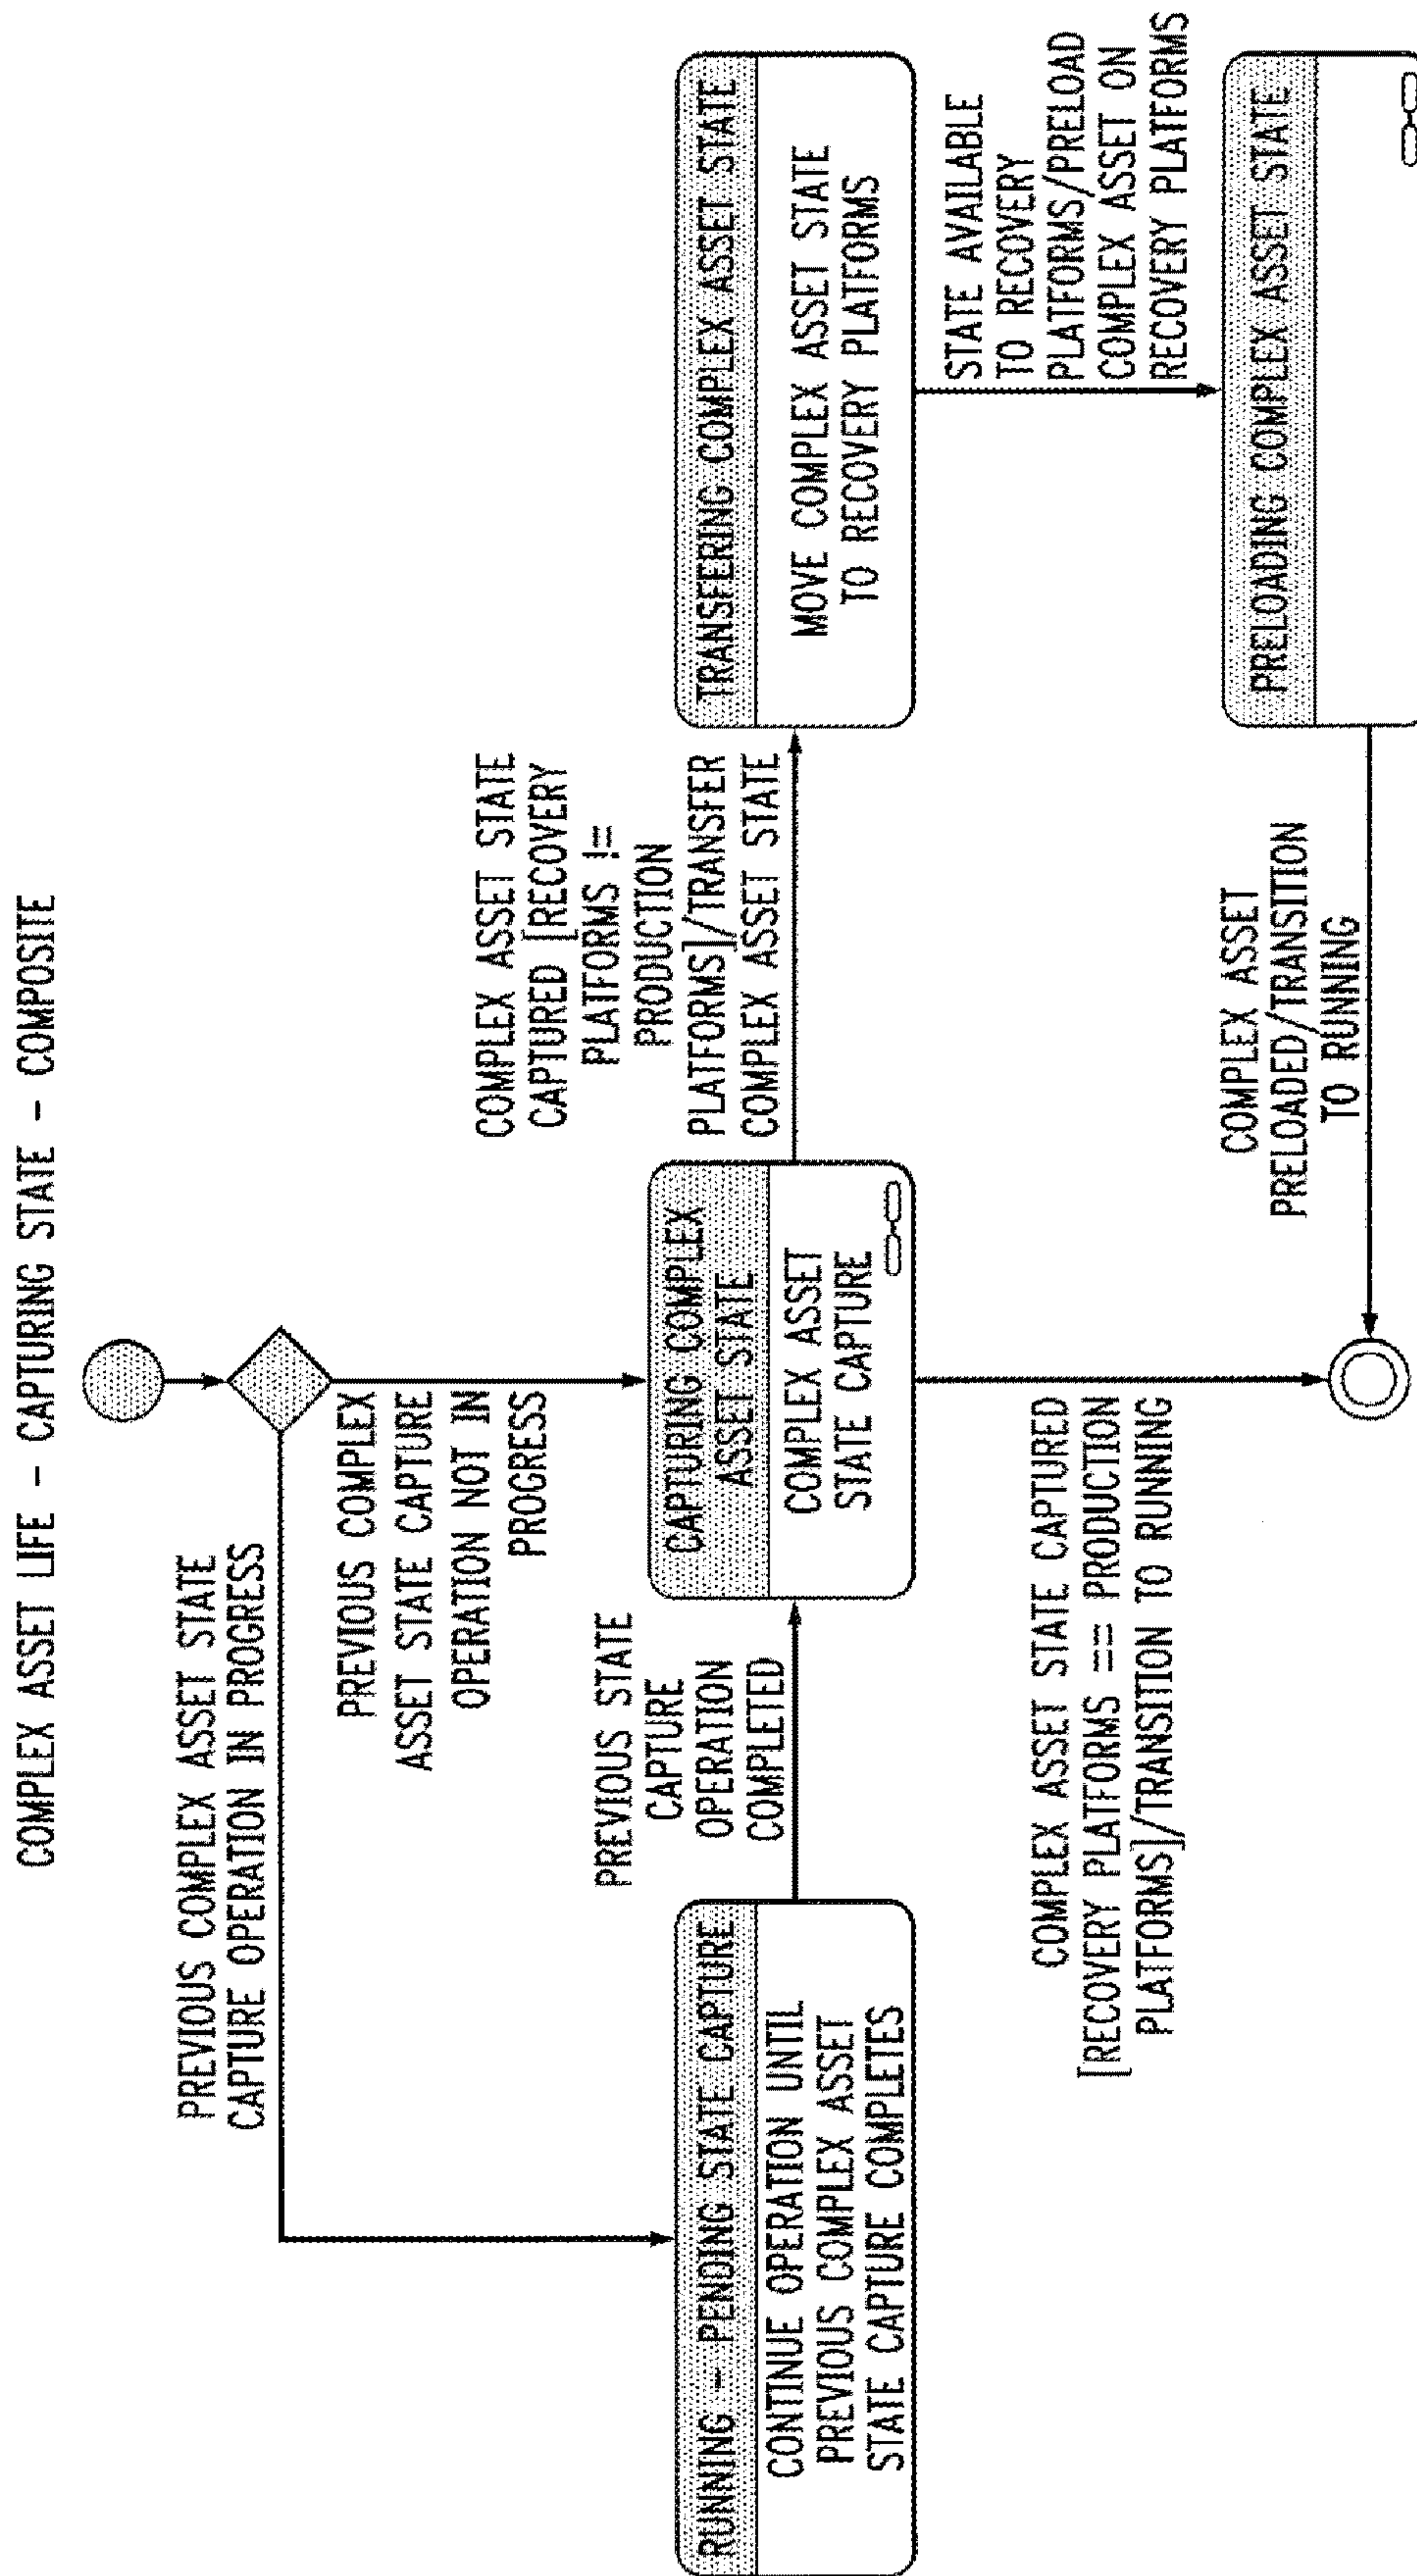 COMPLEX ASSET LIFE - CAPTURING STATE - COMPOSITE
PREVIOUS COMPLEX ASSET STATE
CAPTURE OPERATION IN PROGRESS
PREVIOUS COMPLEX
ASSET STATE CAPTURE
OPERATION NOT IN
PROGRESS
RUNNING - PENDING STATE CAPTURE
CONTINUE OPERATION UNTIL
PREVIOUS COMPLEX ASSET
STATE CAPTURE COMPLETES
PREVIOUS STATE
CAPTURE
OPERATION
COMPLETED
CAPTURING COMPLEX
ASSET STATE
COMPLEX ASSET
STATE CAPTURE
COMPLEX ASSET STATE
CAPTURED [RECOVERY
PLATFORMS !=
PRODUCTION
PLATFORMS]/TRANSFER
COMPLEX ASSET STATE
TRANSFERING COMPLEX ASSET STATE
MOVE COMPLEX ASSET STATE
TO RECOVERY PLATFORMS
COMPLEX ASSET STATE CAPTURED
[RECOVERY PLATFORMS == PRODUCTION
PLATFORMS]/TRANSITION TO RUNNING
STATE AVAILABLE
TO RECOVERY
PLATFORMS/PRELOAD
COMPLEX ASSET ON
RECOVERY PLATFORMS
COMPLEX ASSET
PRELOADED/TRANSITION
TO RUNNING
PRELOADING COMPLEX ASSET STATE